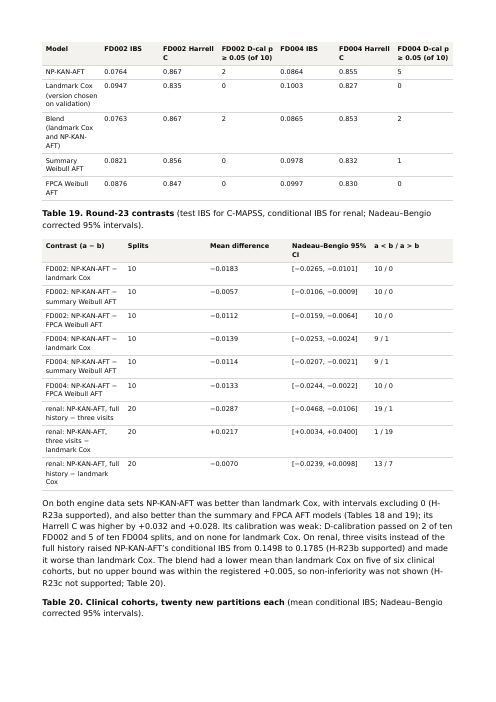 Model FD002 IBS FD002 Harrell C FD002 D-cal p ≥ 0.05 (of 10) FD004 IBS FD004 Harrell C FD004 D-cal p ≥ 0.05 (of 10)
NP-KAN-AFT 0.0764 0.867 2 0.0864 0.855 5
Landmark Cox (version chosen on validation) 0.0947 0.835 0 0.1003 0.827 0
Blend (landmark Cox and NP-KAN-AFT) 0.0763 0.867 2 0.0865 0.853 2
Summary Weibull AFT 0.0821 0.856 0 0.0978 0.832 1
FPCA Weibull AFT 0.0876 0.847 0 0.0997 0.830 0
Table 19. Round-23 contrasts (test IBS for C-MAPSS, conditional IBS for renal; Nadeau–Bengio
corrected 95% intervals).
Contrast (a − b) Splits Mean difference Nadeau–Bengio 95% CI a < b / a > b
FD002: NP-KAN-AFT − landmark Cox 10 −0.0183 [−0.0265, −0.0101] 10 / 0
FD002: NP-KAN-AFT − summary Weibull AFT 10 −0.0057 [−0.0106, −0.0009] 10 / 0
FD002: NP-KAN-AFT − FPCA Weibull AFT 10 −0.0112 [−0.0159, −0.0064] 10 / 0
FD004: NP-KAN-AFT − landmark Cox 10 −0.0139 [−0.0253, −0.0024] 9 / 1
FD004: NP-KAN-AFT − summary Weibull AFT 10 −0.0114 [−0.0207, −0.0021] 9 / 1
FD004: NP-KAN-AFT − FPCA Weibull AFT 10 −0.0133 [−0.0244, −0.0022] 10 / 0
renal: NP-KAN-AFT, full history − three visits 20 −0.0287 [−0.0468, −0.0106] 19 / 1
renal: NP-KAN-AFT, three visits − landmark Cox 20 +0.0217 [+0.0034, +0.0400] 1 / 19
renal: NP-KAN-AFT, full history − landmark Cox 20 −0.0070 [−0.0239, +0.0098] 13 / 7
On both engine data sets NP-KAN-AFT was better than landmark Cox, with intervals excluding 0 (H-
R23a supported), and also better than the summary and FPCA AFT models (Tables 18 and 19); its
Harrell C was higher by +0.032 and +0.028. Its calibration was weak: D-calibration passed on 2 of ten
FD002 and 5 of ten FD004 splits, and on none for landmark Cox. On renal, three visits instead of the
full history raised NP-KAN-AFT’s conditional IBS from 0.1498 to 0.1785 (H-R23b supported) and made
it worse than landmark Cox. The blend had a lower mean than landmark Cox on five of six clinical
cohorts, but no upper bound was within the registered +0.005, so non-inferiority was not shown (H-
R23c not supported; Table 20).
Table 20. Clinical cohorts, twenty new partitions each (mean conditional IBS; Nadeau–Bengio
corrected 95% intervals).